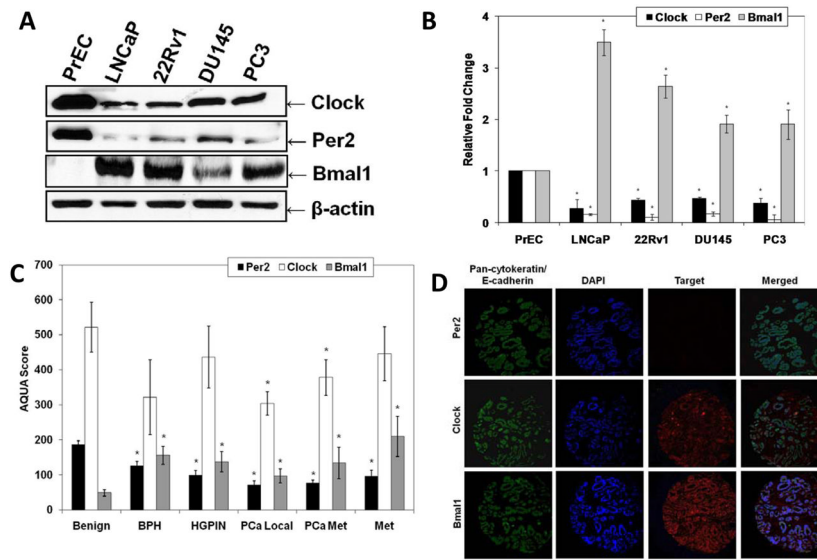 A
PrEC
LNCaP
22Rv1
DU145
PC3
←Clock
←Per2
←Bmal1
←β-actin
B
Clock Per2 Bmal1
Relative Fold Change
4
3
2
1
0
* * * * * * * * * * * *
PrEC LNCaP 22Rv1 DU145 PC3
C
Per2 Clock Bmal1
AQUA Score
700
600
500
400
300
200
100
0
* * * * * * * * * * * *
Benign BPH HGPIN PCa Local PCa Met Met
D
Pan-cytokeratin/
E-cadherin DAPI Target Merged
Per2
Clock
Bmal1